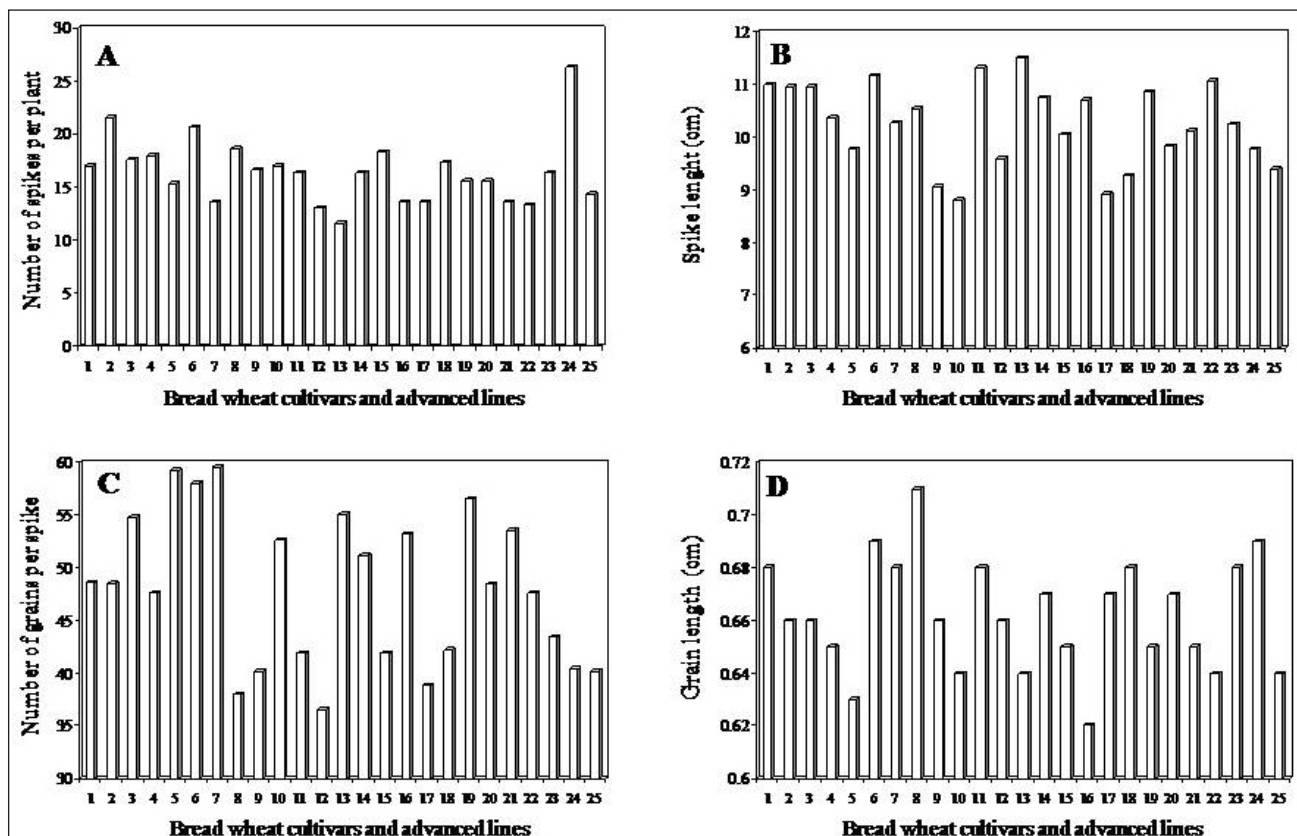 A
Number of spikes per plant
30
25
20
15
10
5
0
1 2 3 4 5 6 7 8 9 10 11 12 13 14 15 16 17 18 19 20 21 22 23 24 25
Bread wheat cultivars and advanced lines
B
Spike lenght (cm)
12
11
10
9
8
7
6
1 2 3 4 5 6 7 8 9 10 11 12 13 14 15 16 17 18 19 20 21 22 23 24 25
Bread wheat cultivars and advanced lines
C
Number of grains per spike
60
55
50
45
40
35
30
1 2 3 4 5 6 7 8 9 10 11 12 13 14 15 16 17 18 19 20 21 22 23 24 25
Bread wheat cultivars and advanced lines
D
Grain length (cm)
0.72
0.7
0.68
0.66
0.64
0.62
0.6
1 2 3 4 5 6 7 8 9 10 11 12 13 14 15 16 17 18 19 20 21 22 23 24 25
Bread wheat cultivars and advanced lines